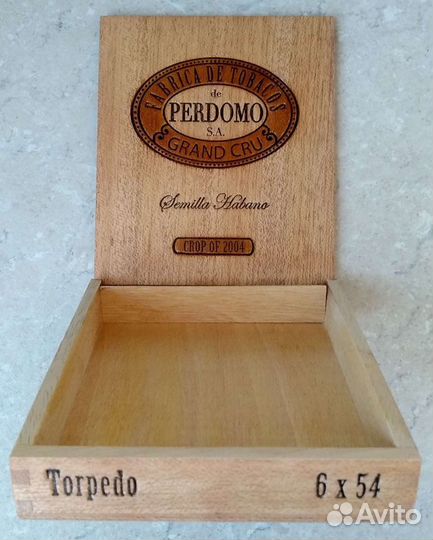 FABRICA DE TOBACOS
de
PERDOMO
S.A.
GRAND CRU
Semilla Habano
CROP OF 2004
Torpedo 6 x 54
Avito